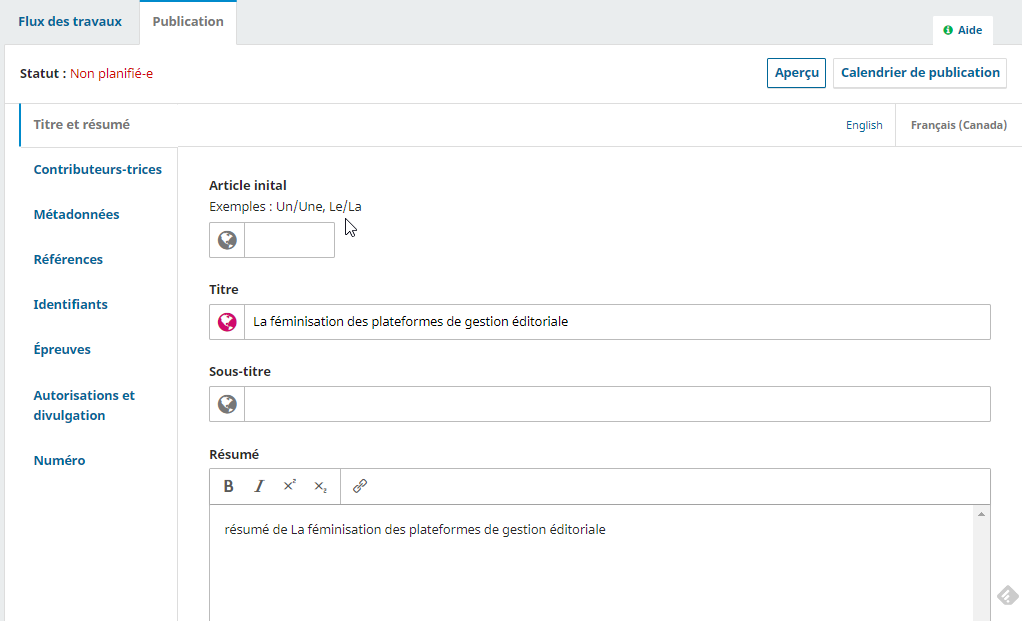 Flux des travaux
Publication
Aide
Statut : Non planifié-e
Aperçu
Calendrier de publication
Titre et résumé
English
Français (Canada)
Contributeurs-trices
Métadonnées
Références
Identifiants
Épreuves
Autorisations et
divulgation
Numéro
Article inital
Exemples : Un/Une, Le/La
Titre
La féminisation des plateformes de gestion éditoriale
Sous-titre
Résumé
B I x² x₂
résumé de La féminisation des plateformes de gestion éditoriale